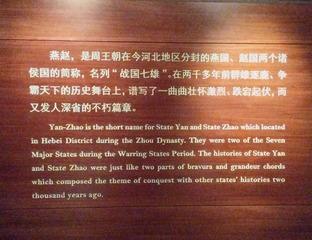 燕赵，是周王朝在今河北地区分封的燕国、赵国两个诸
侯国的简称，名列“战国七雄”。在两千多年前群雄逐鹿、争
霸天下的历史舞台上，谱写了一曲曲壮怀激烈、跌宕起伏，而
又发人深省的不朽篇章。
Yan-Zhao is the short name for State Yan and State Zhao which located
in Hebei District during the Zhou Dynasty. They were two of the Seven
Major States during the Warring States Period. The histories of State Yan
and State Zhao were just like two parts of bravura and grandeur chords
which composed the theme of conquest with other states' histories two
thousand years ago.